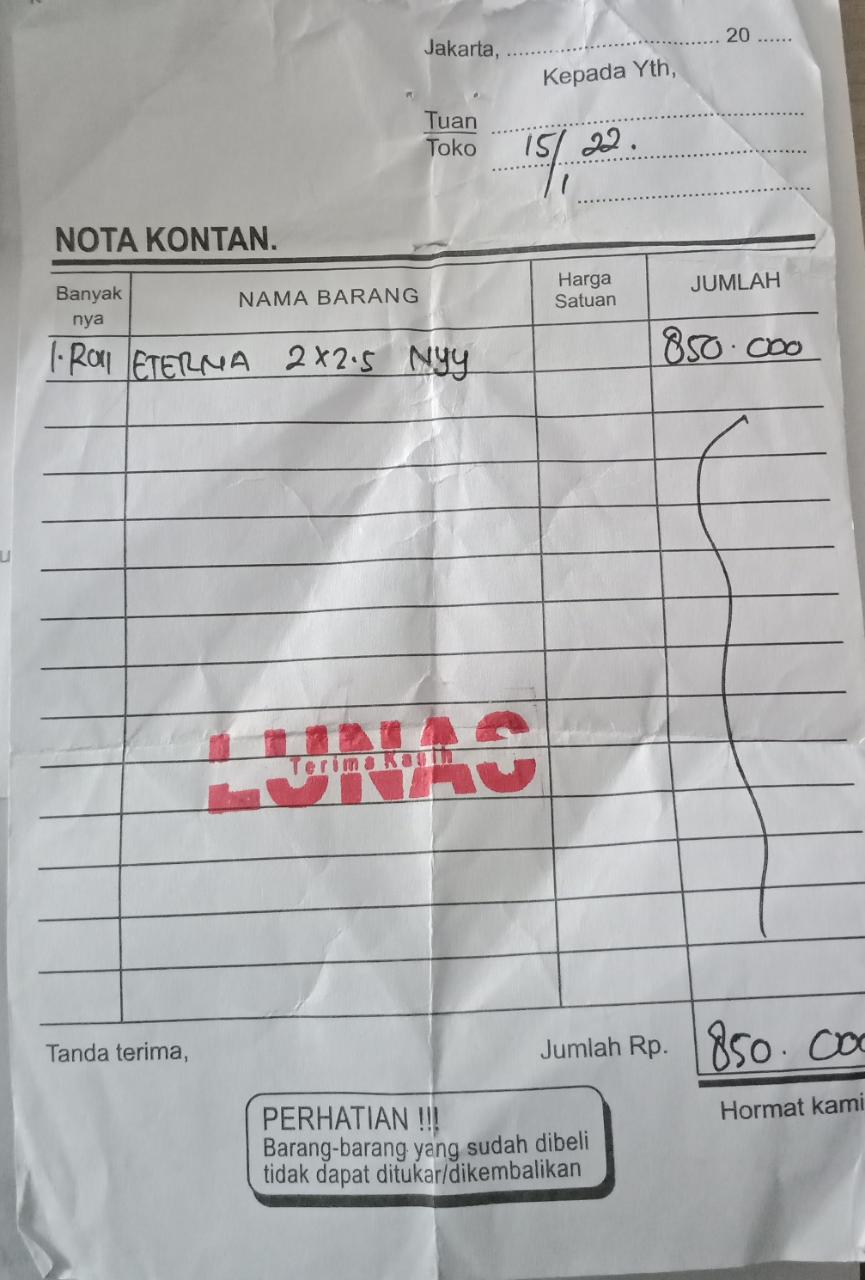 Jakarta, ........................................ 20 ......
Kepada Yth,
Tuan
Toko
15/1 22.
NOTA KONTAN.
Banyak nya NAMA BARANG Harga Satuan JUMLAH
1. Roll ETERNA 2x2.5 NYY 850.000
LUNAS
Terima Kasih
Tanda terima, Jumlah Rp. 850.000
Hormat kami
PERHATIAN !!!
Barang-barang yang sudah dibeli
tidak dapat ditukar/dikembalikan